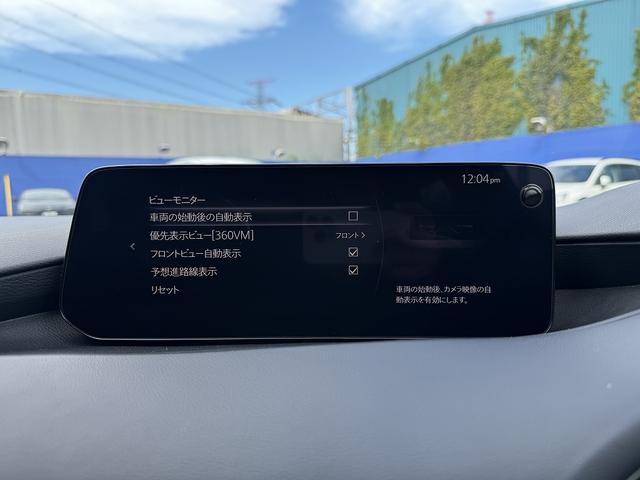 12:04pm
ビューモニター
車両の始動後の自動表示
優先表示ビュー[360VM] フロント
フロントビュー自動表示
予想進路線表示
リセット
車両の始動後、カメラ映像の自
動表示を有効にします。